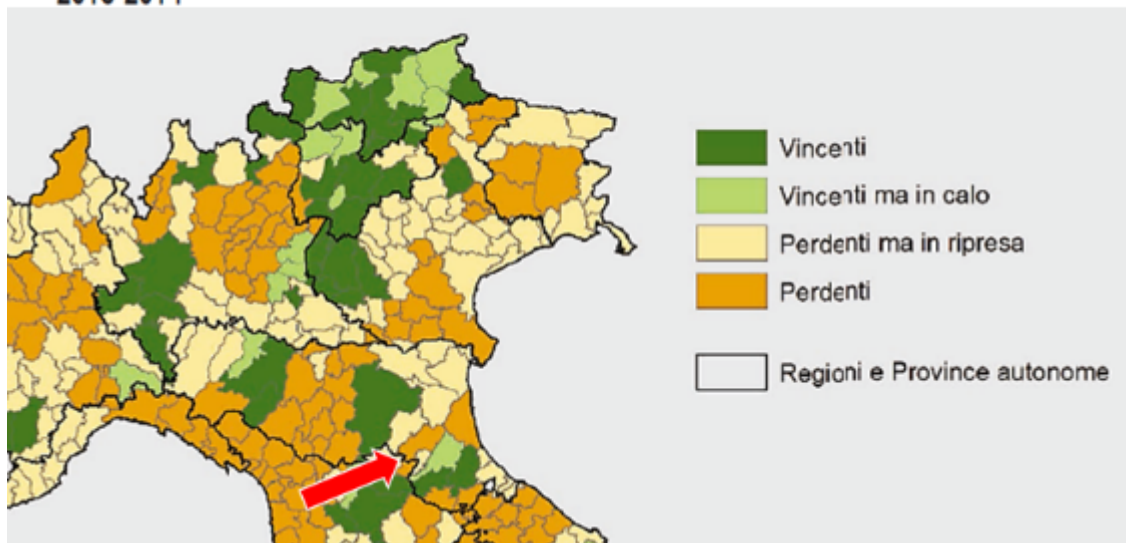 Vincenti
Vincenti ma in calo
Perdenti ma in ripresa
Perdenti
Regioni e Province autonome